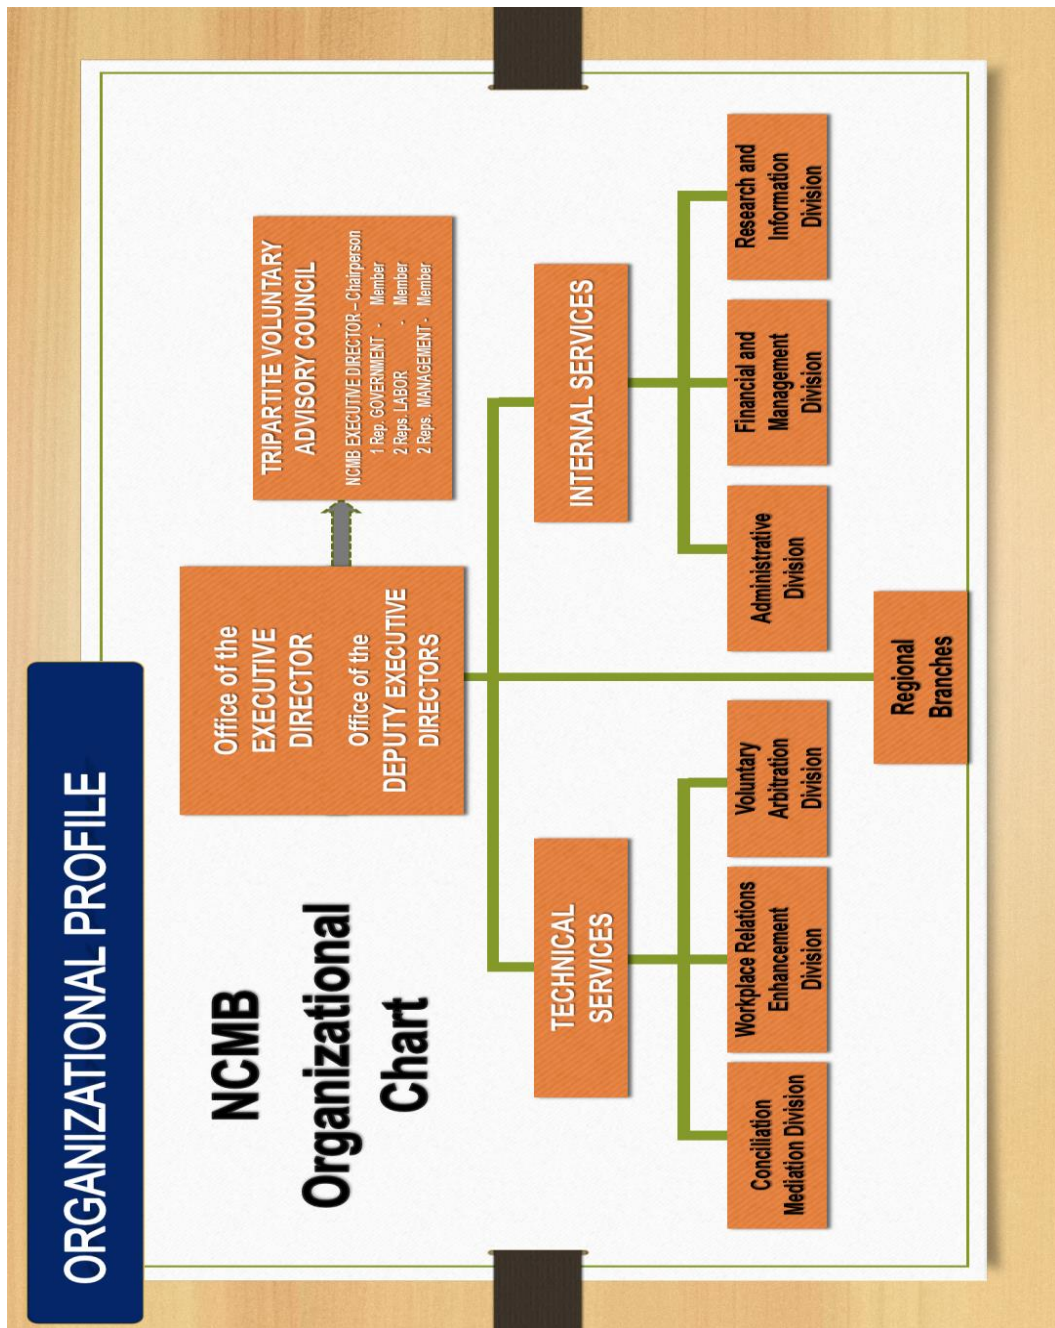 ORGANIZATIONAL PROFILE
NCMB
Organizational
Chart
Office of the
EXECUTIVE
DIRECTOR
Office of the
DEPUTY EXECUTIVE
DIRECTORS
TRIPARTITE VOLUNTARY
ADVISORY COUNCIL
NCMB EXECUTIVE DIRECTOR – Chairperson
1 Rep. GOVERNMENT - Member
2 Reps. LABOR - Member
2 Reps. MANAGEMENT - Member
TECHNICAL
SERVICES
INTERNAL SERVICES
Conciliation
Mediation Division
Workplace Relations
Enhancement
Division
Voluntary
Arbitration
Division
Administrative
Division
Financial and
Management
Division
Research and
Information
Division
Regional
Branches